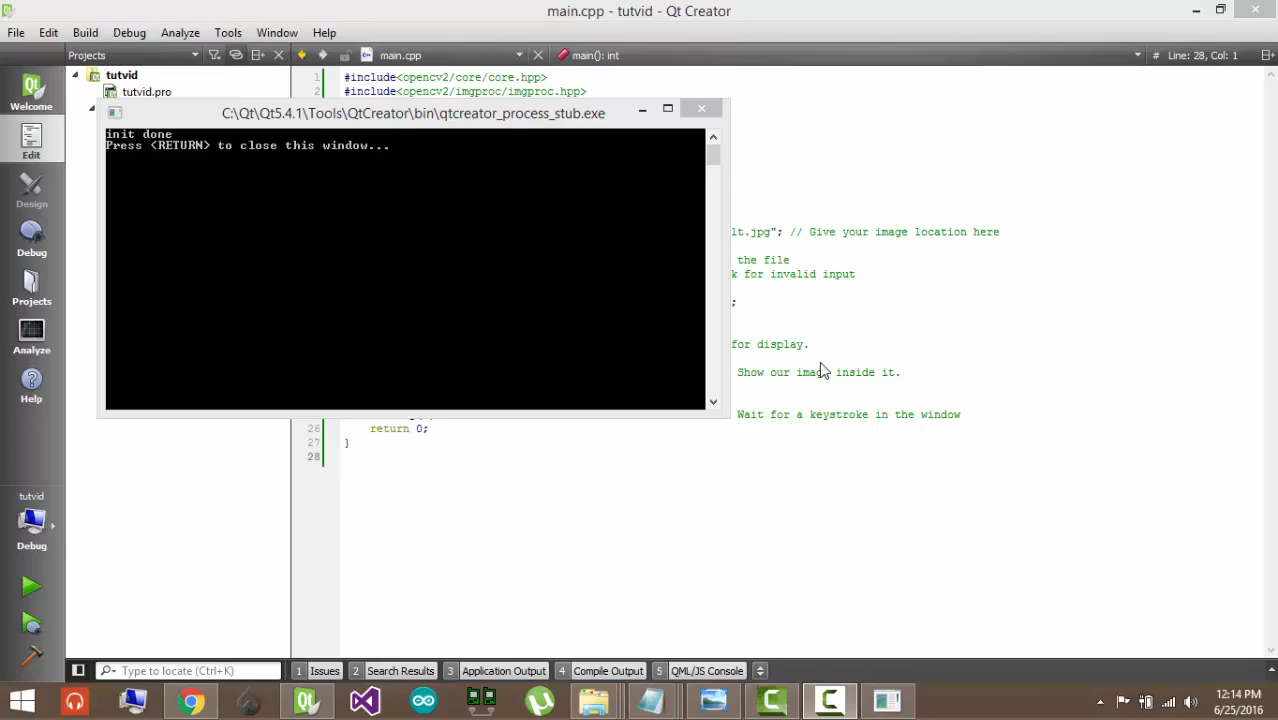 main.cpp - tutvid - Qt Creator
File Edit Build Debug Analyze Tools Window Help
Projects main.cpp main(): int # Line: 28, Col: 1
Welcome
Edit
Design
Debug
Projects
Analyze
Help
tutvid
Debug
tutvid
tutvid.pro
1 #include<opencv2/core/core.hpp>
2 #include<opencv2/imgproc/imgproc.hpp>
C:\Qt\Qt5.4.1\Tools\QtCreator\bin\qtcreator_process_stub.exe
init done
Press <RETURN> to close this window...
lt.jpg"; // Give your image location here
the file
k for invalid input
;
for display.
Show our image inside it.
Wait for a keystroke in the window
26 return 0;
27 }
28
Type to locate (Ctrl+K) 1 Issues 2 Search Results 3 Application Output 4 Compile Output 5 QML/JS Console
12:14 PM
6/25/2016